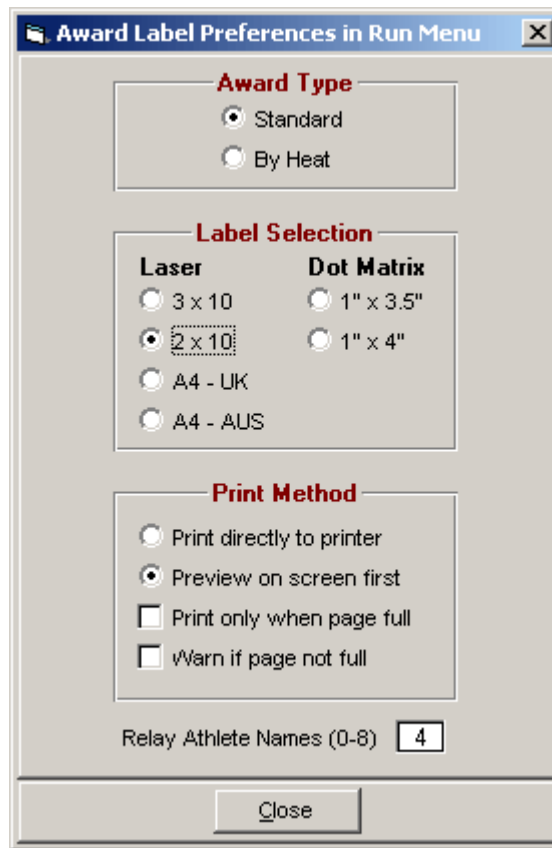 Award Label Preferences in Run Menu
Award Type
Standard
By Heat
Label Selection
Laser
Dot Matrix
3 x 10
1" x 3.5"
2 x 10
1" x 4"
A4 - UK
A4 - AUS
Print Method
Print directly to printer
Preview on screen first
Print only when page full
Warn if page not full
Relay Athlete Names (0-8) 4
Close